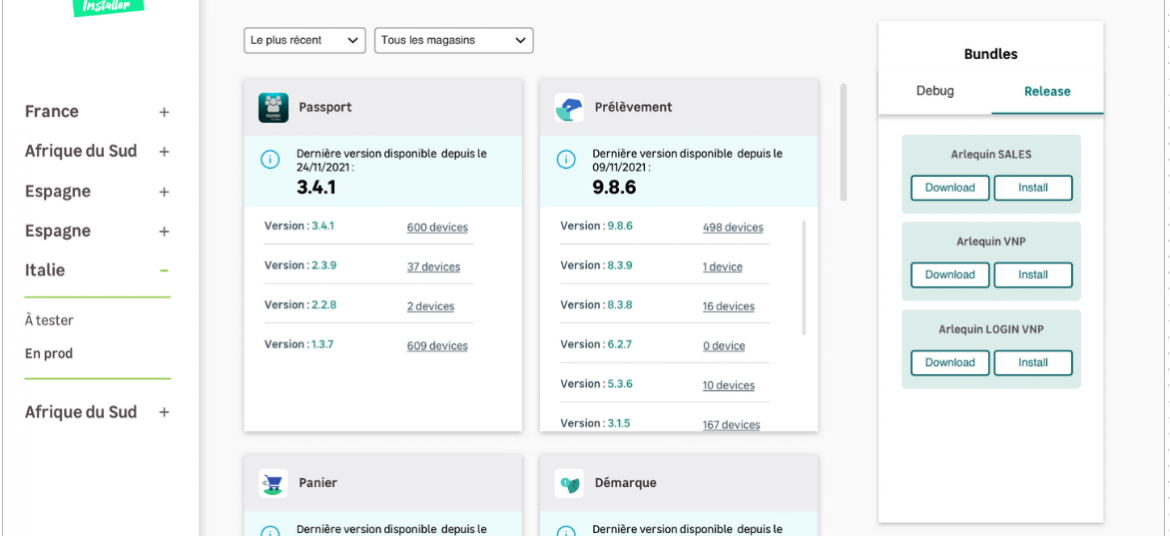 Installer
France +
Afrique du Sud +
Espagne +
Espagne +
Italie −
À tester
En prod
Afrique du Sud +
Le plus récent
Tous les magasins
Passport
Dernière version disponible depuis le
24/11/2021 :
3.4.1
Version : 3.4.1 600 devices
Version : 2.3.9 37 devices
Version : 2.2.8 2 devices
Version : 1.3.7 609 devices
Prélèvement
Dernière version disponible depuis le
09/11/2021 :
9.8.6
Version : 9.8.6 498 devices
Version : 8.3.9 1 device
Version : 8.3.8 16 devices
Version : 6.2.7 0 device
Version : 5.3.6 10 devices
Version : 3.1.5 167 devices
Panier
Dernière version disponible depuis le
Démarque
Dernière version disponible depuis le
Bundles
Debug Release
Arlequin SALES
Download Install
Arlequin VNP
Download Install
Arlequin LOGIN VNP
Download Install